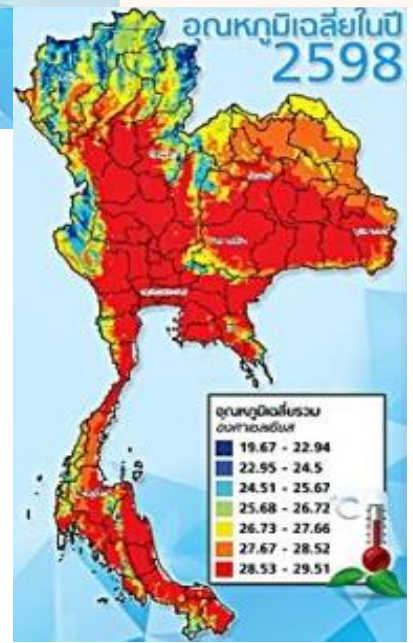 อุณหภูมิเฉลี่ยในปี
2598
อุณหภูมิเฉลี่ยรวม
องศาเซลเซียส
19.67 - 22.94
22.95 - 24.5
24.51 - 25.67
25.68 - 26.72
26.73 - 27.66
27.67 - 28.52
28.53 - 29.51
°C